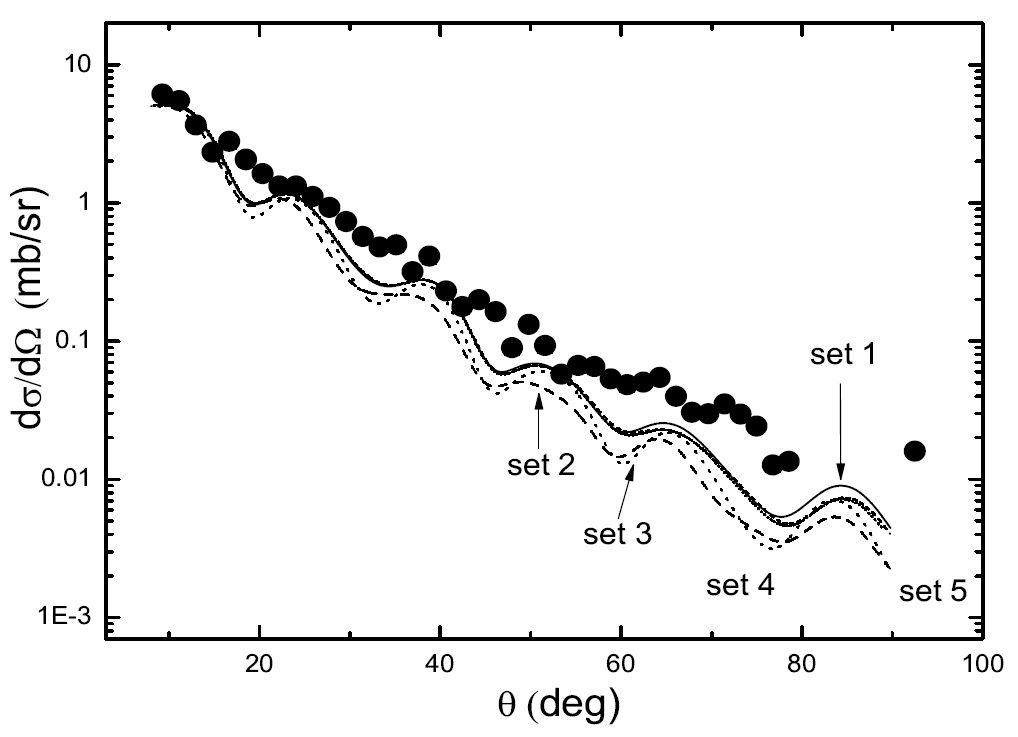 10
1
0.1
0.01
1E-3
dσ/dΩ (mb/sr)
set 1
set 2
set 3
set 4
set 5
20 40 60 80 100
θ (deg)